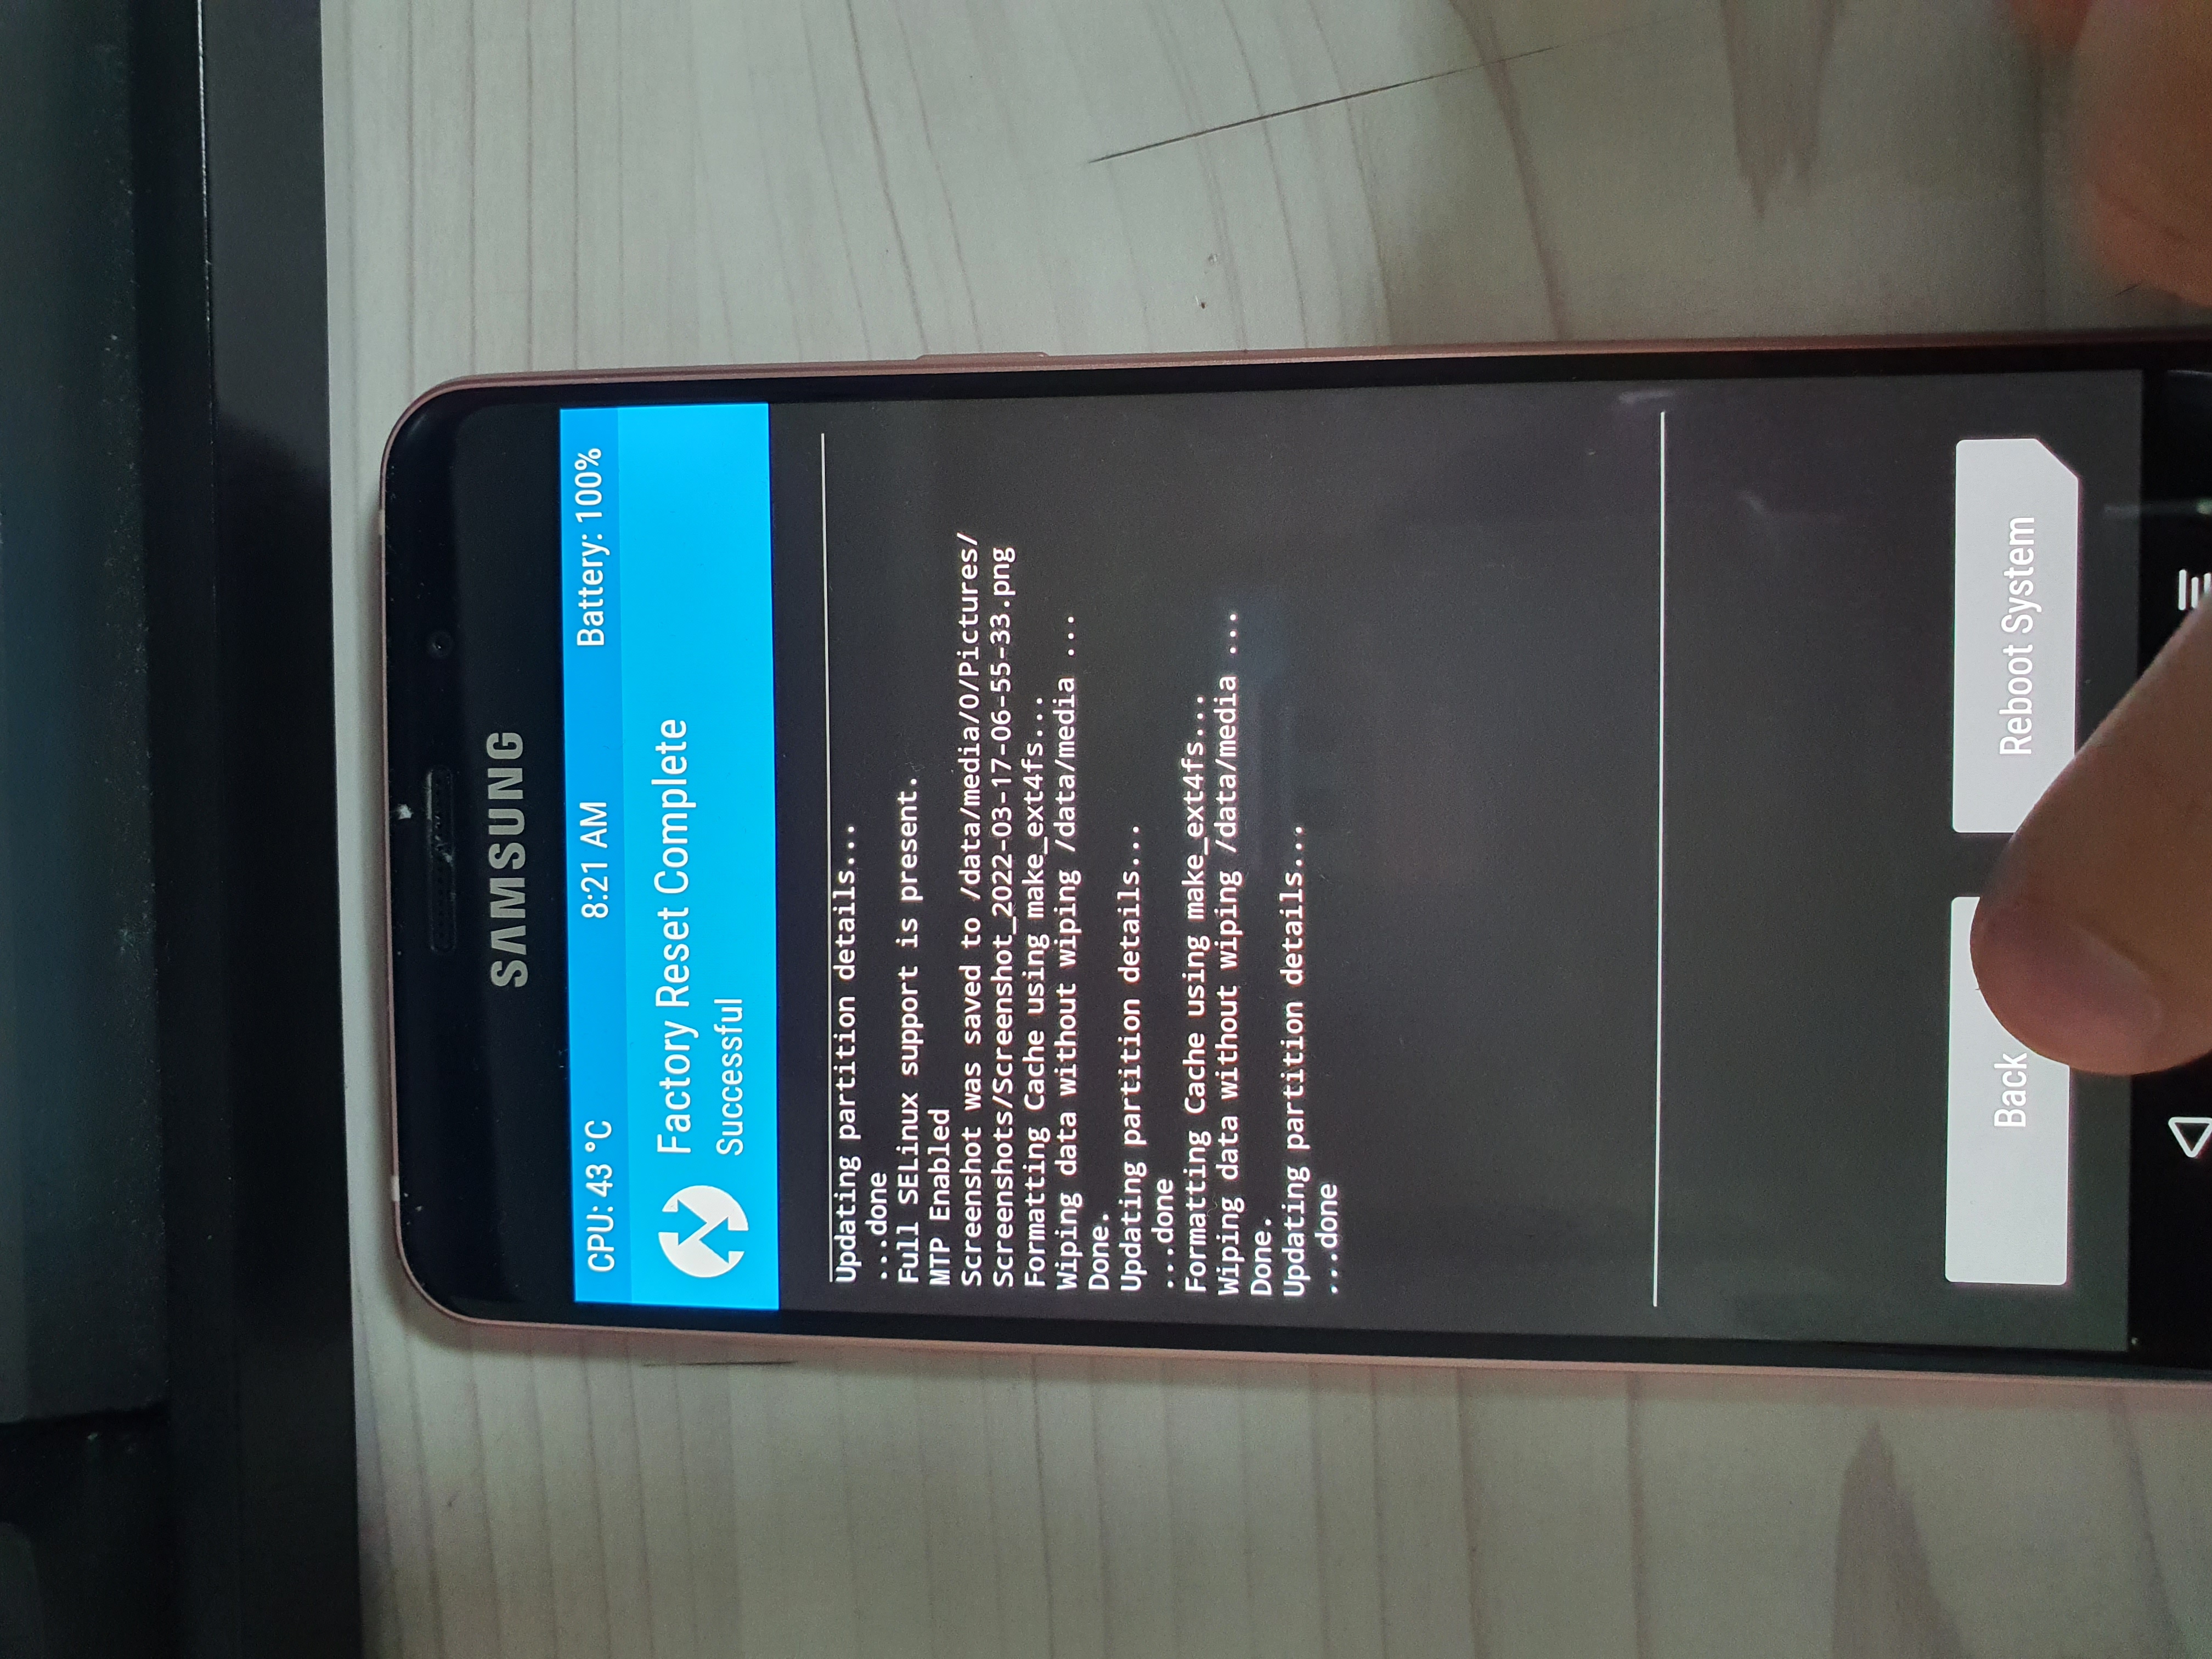 SAMSUNG
CPU: 43 °C 8:21 AM Battery: 100%
Factory Reset Complete
Successful
Updating partition details...
...done
Full SELinux support is present.
MTP Enabled
Screenshot was saved to /data/media/0/Pictures/
Screenshots/Screenshot_2022-03-17-06-55-33.png
Formatting Cache using make_ext4fs...
Wiping data without wiping /data/media ...
Done.
Updating partition details...
...done
Formatting Cache using make_ext4fs...
Wiping data without wiping /data/media ...
Done.
Updating partition details...
...done
Back Reboot System